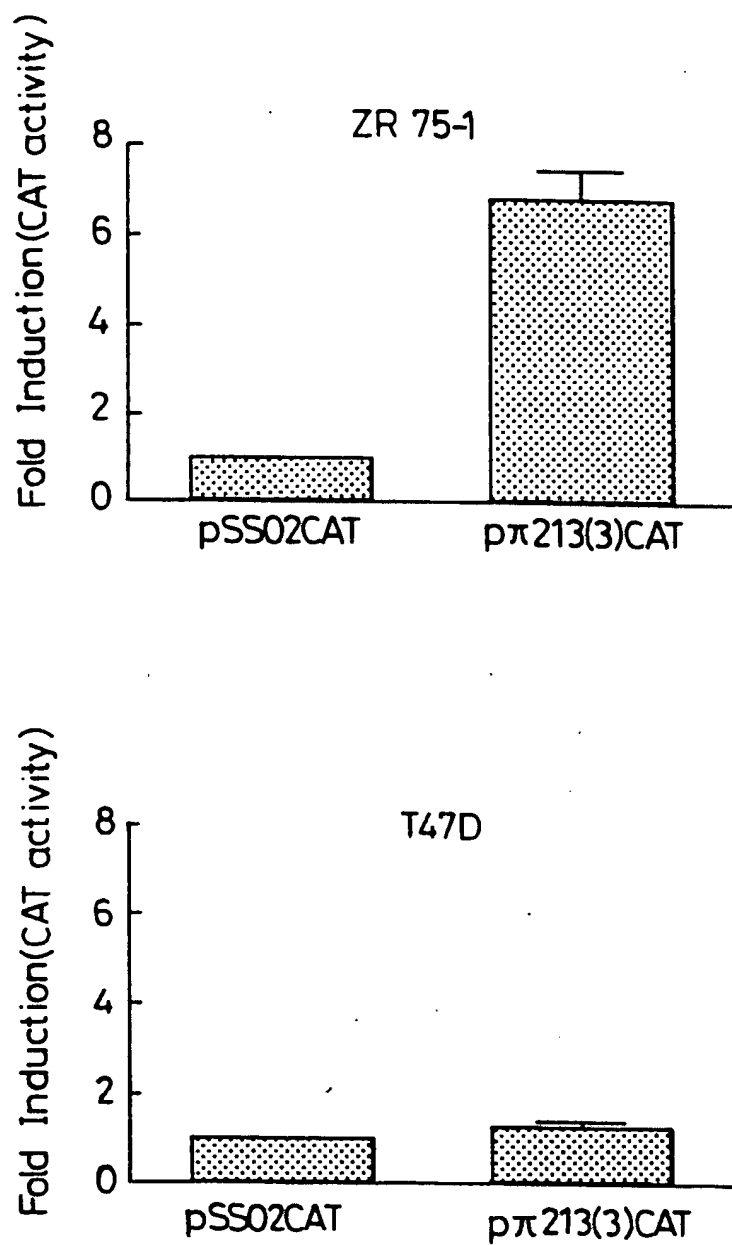 Fold Induction(CAT activity)
ZR 75-1
8
6
4
2
0
pSS02CAT
pπ213(3)CAT
Fold Induction(CAT activity)
T47D
8
6
4
2
0
pSS02CAT
pπ213(3)CAT